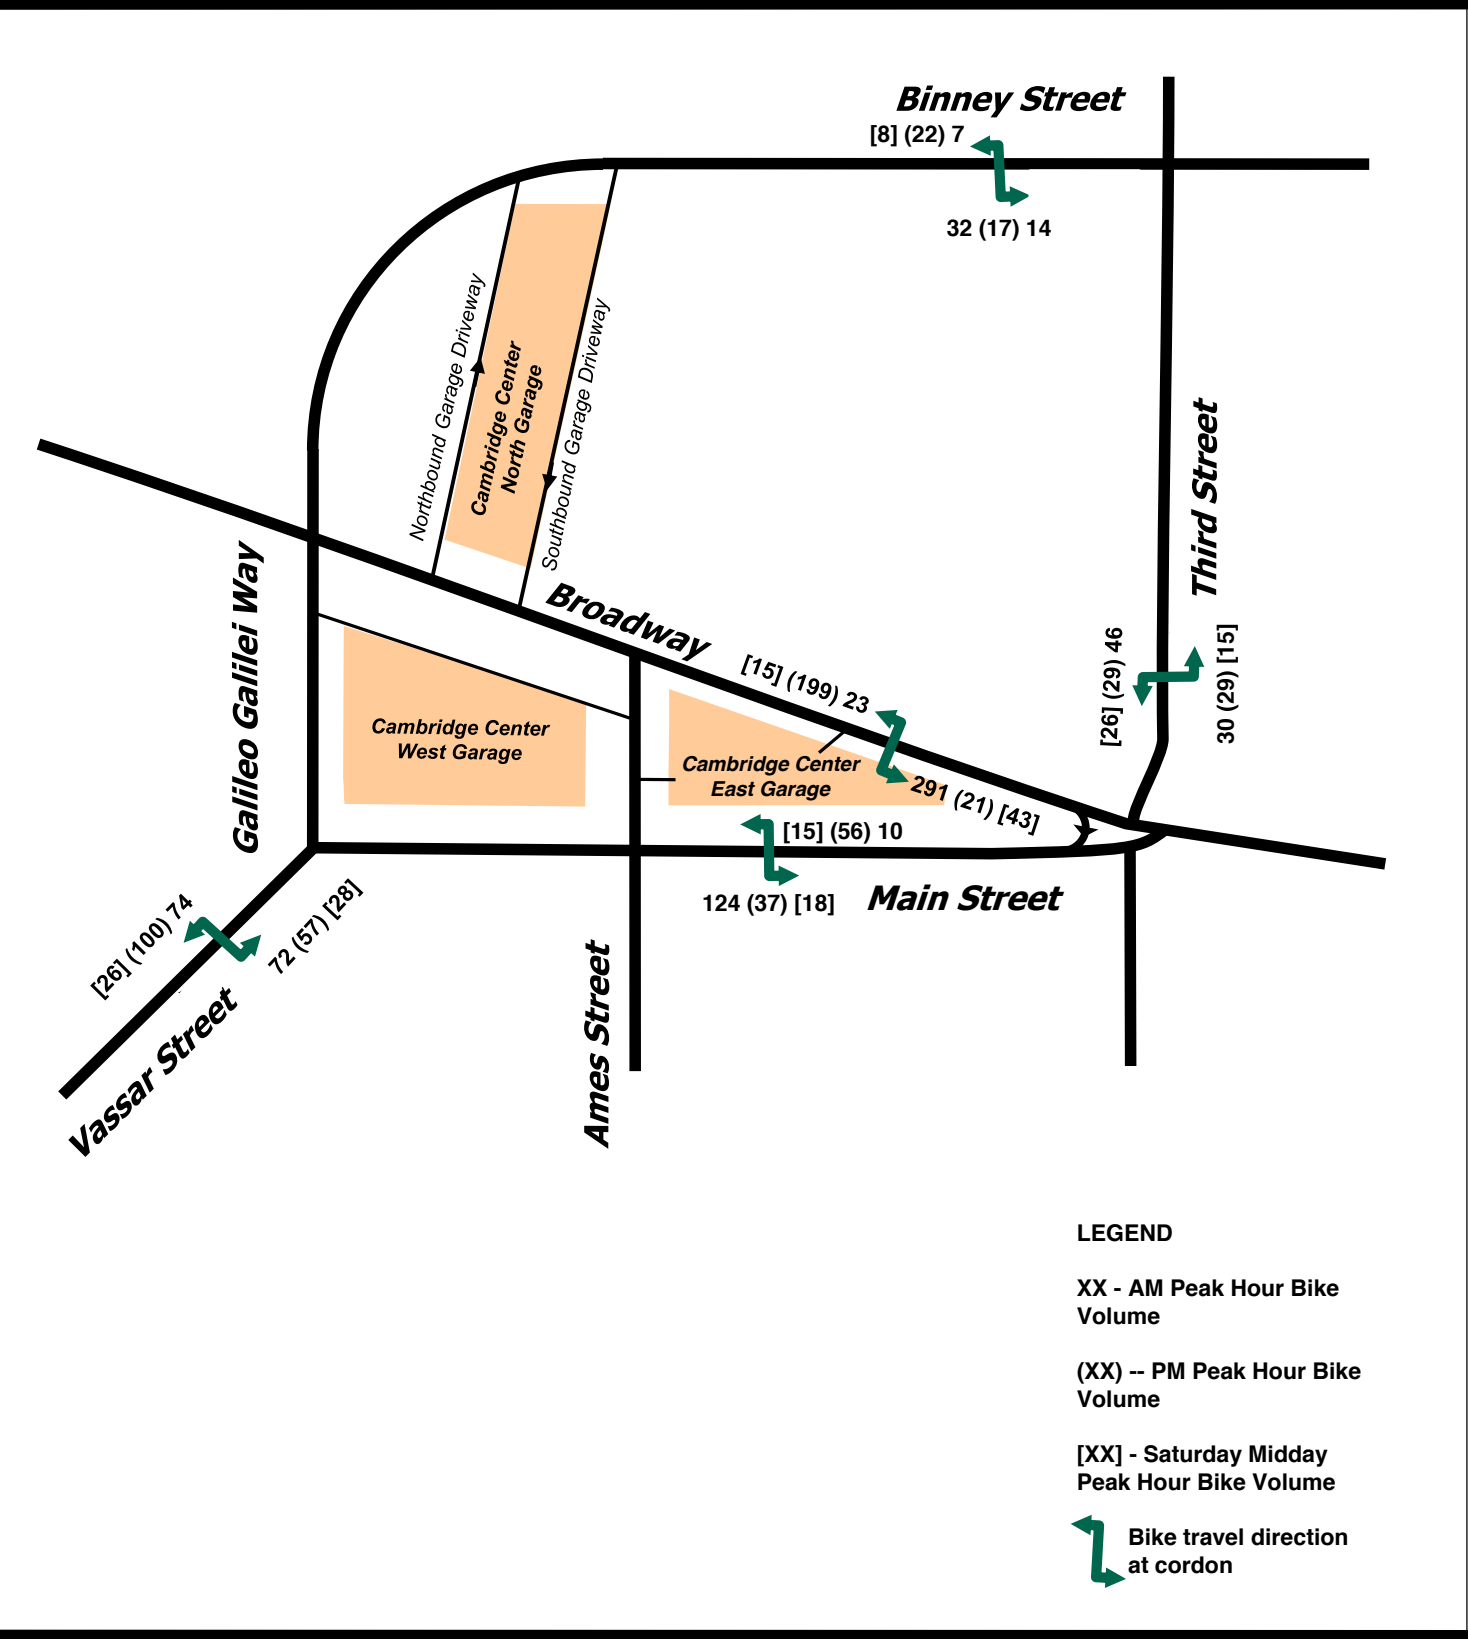 Binney Street
[8] (22) 7
32 (17) 14
Northbound Garage Driveway
Cambridge Center
North Garage
Southbound Garage Driveway
Third Street
Galileo Galilei Way
Broadway
[15] (199) 23
[26] (29) 46
30 (29) [15]
Cambridge Center
West Garage
Cambridge Center
East Garage
291 (21) [43]
[15] (56) 10
124 (37) [18]
Main Street
[26] (100) 74
72 (57) [28]
Vassar Street
Ames Street
LEGEND
XX - AM Peak Hour Bike
Volume
(XX) -- PM Peak Hour Bike
Volume
[XX] - Saturday Midday
Peak Hour Bike Volume
Bike travel direction
at cordon